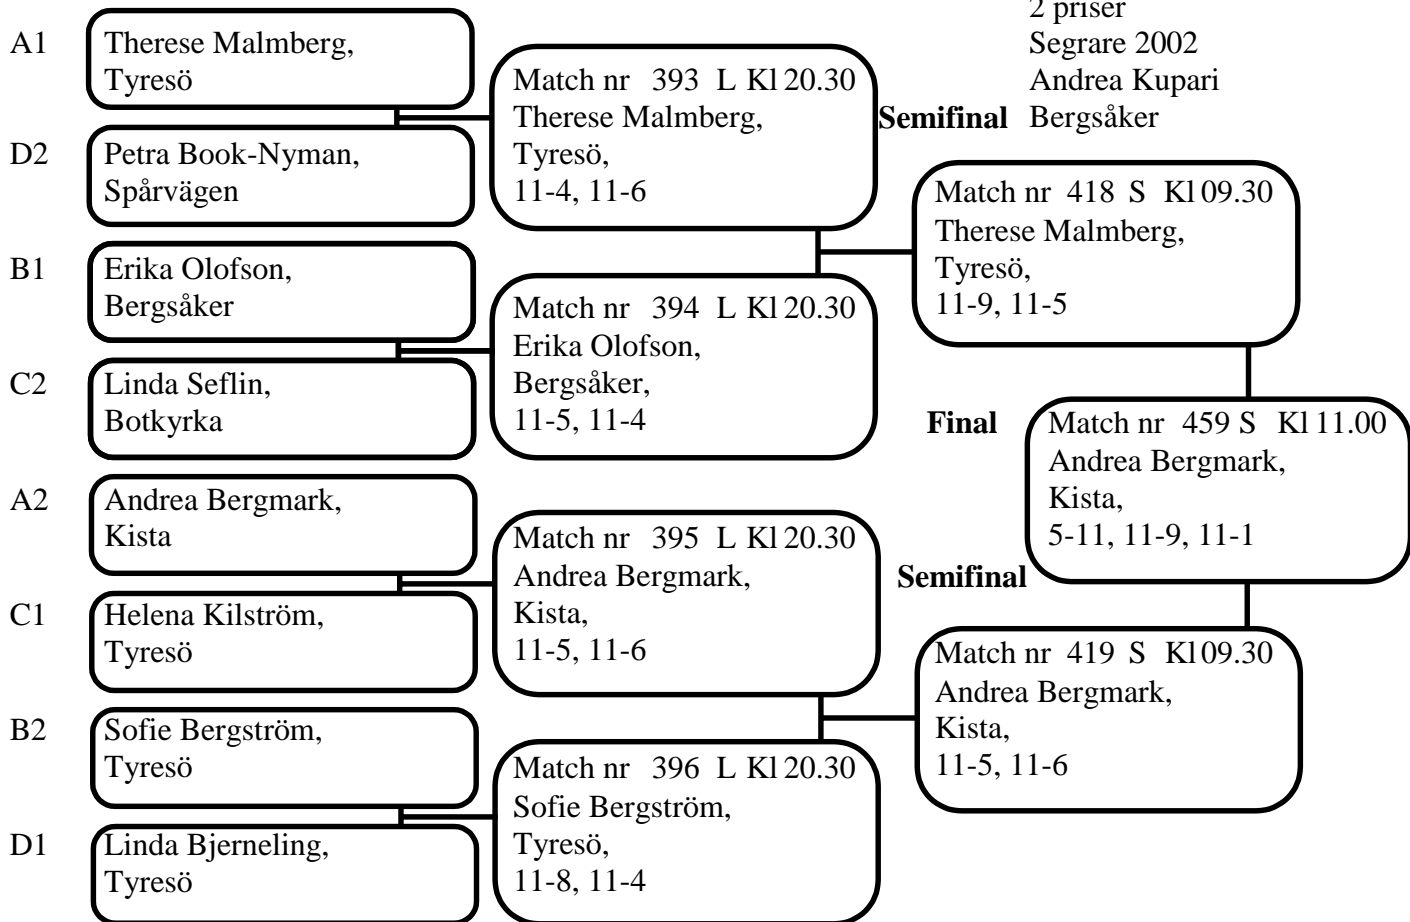 2 priser
Segrare 2002
Andrea Kupari
Bergsåker
A1
Therese Malmberg,
Tyresö
D2
Petra Book-Nyman,
Spårvägen
B1
Erika Olofson,
Bergsåker
C2
Linda Seflin,
Botkyrka
A2
Andrea Bergmark,
Kista
C1
Helena Kilström,
Tyresö
B2
Sofie Bergström,
Tyresö
D1
Linda Bjerneling,
Tyresö
Match nr 393 L Kl 20.30
Therese Malmberg,
Tyresö,
11-4, 11-6
Match nr 394 L Kl 20.30
Erika Olofson,
Bergsåker,
11-5, 11-4
Match nr 395 L Kl 20.30
Andrea Bergmark,
Kista,
11-5, 11-6
Match nr 396 L Kl 20.30
Sofie Bergström,
Tyresö,
11-8, 11-4
Semifinal
Match nr 418 S Kl 09.30
Therese Malmberg,
Tyresö,
11-9, 11-5
Final
Match nr 459 S Kl 11.00
Andrea Bergmark,
Kista,
5-11, 11-9, 11-1
Semifinal
Match nr 419 S Kl 09.30
Andrea Bergmark,
Kista,
11-5, 11-6